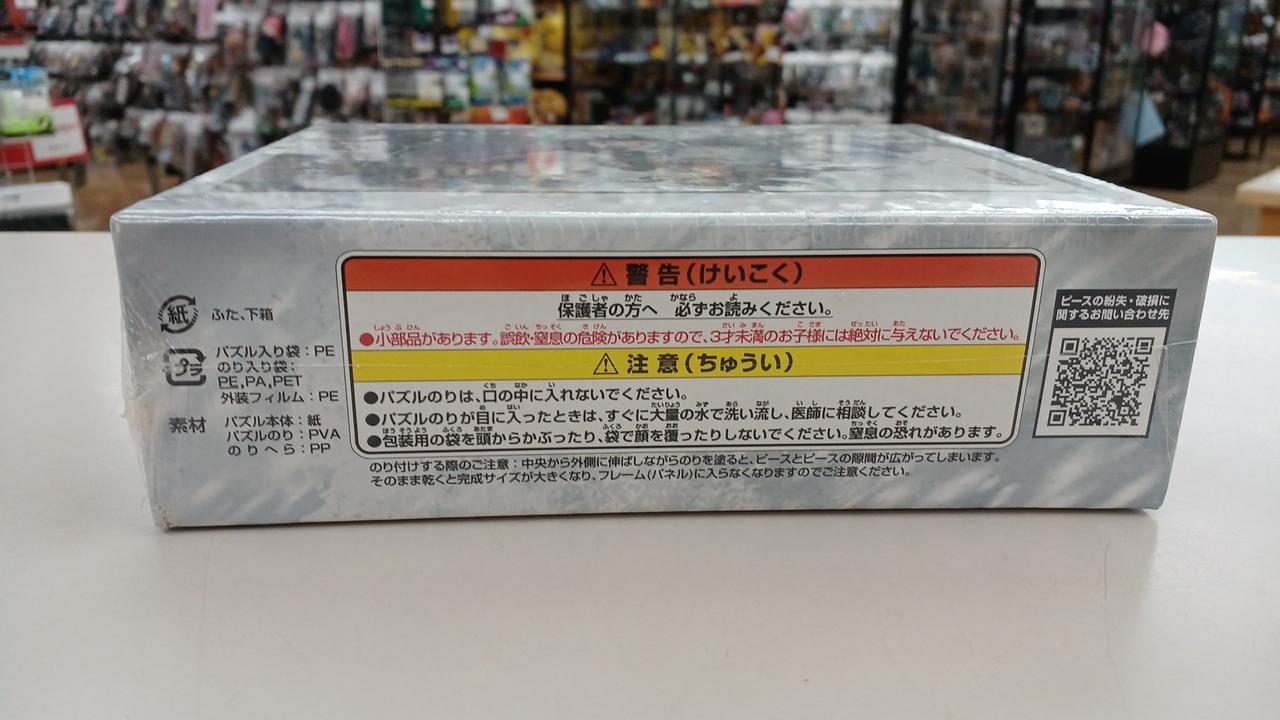 紙
ふた、下箱
プラ
パズル入り袋：PE
のり入り袋：
PE,PA,PET
外装フィルム：PE
素材
パズル本体：紙
パズルのり：PVA
のりへら：PP
警告(けいこく)
保護者の方へ 必ずお読みください。
●小部品があります。誤飲・窒息の危険がありますので、3才未満のお子様には絶対に与えないでください。
注意(ちゅうい)
●パズルのりは、口の中に入れないでください。
●パズルのりが目に入ったときは、すぐに大量の水で洗い流し、医師に相談してください。
●包装用の袋を頭からかぶったり、袋で顔を覆ったりしないでください。窒息の恐れがあります。
のり付けする際のご注意：中央から外側に伸ばしながらのりを塗ると、ピースとピースの隙間が広がってしまいます。
そのまま乾くと完成サイズが大きくなり、フレーム(パネル)に入らなくなりますのでご注意ください。
ピースの紛失・破損に
関するお問い合わせ先